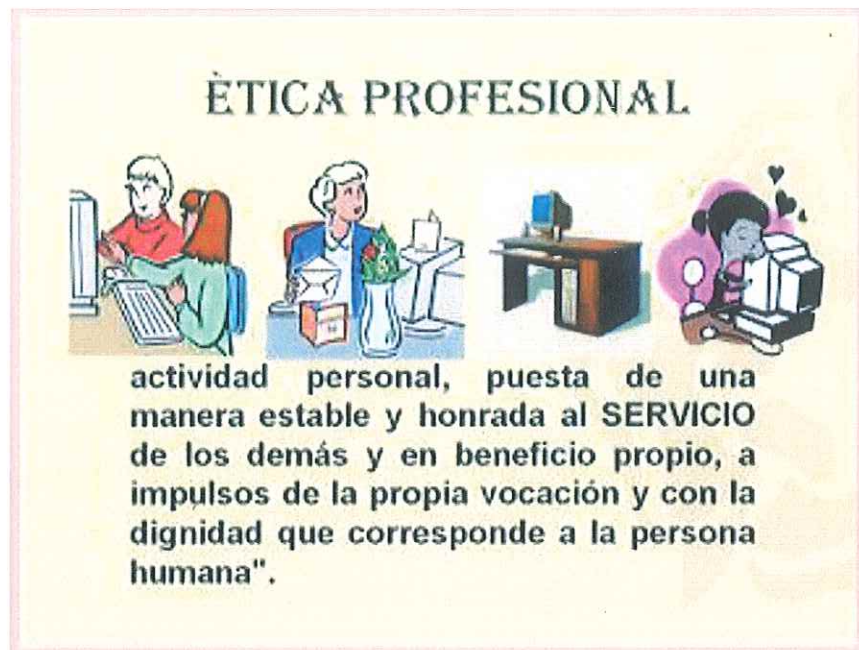 ÈTICA PROFESIONAL
actividad personal, puesta de una
manera estable y honrada al SERVICIO
de los demás y en beneficio propio, a
impulsos de la propia vocación y con la
dignidad que corresponde a la persona
humana".